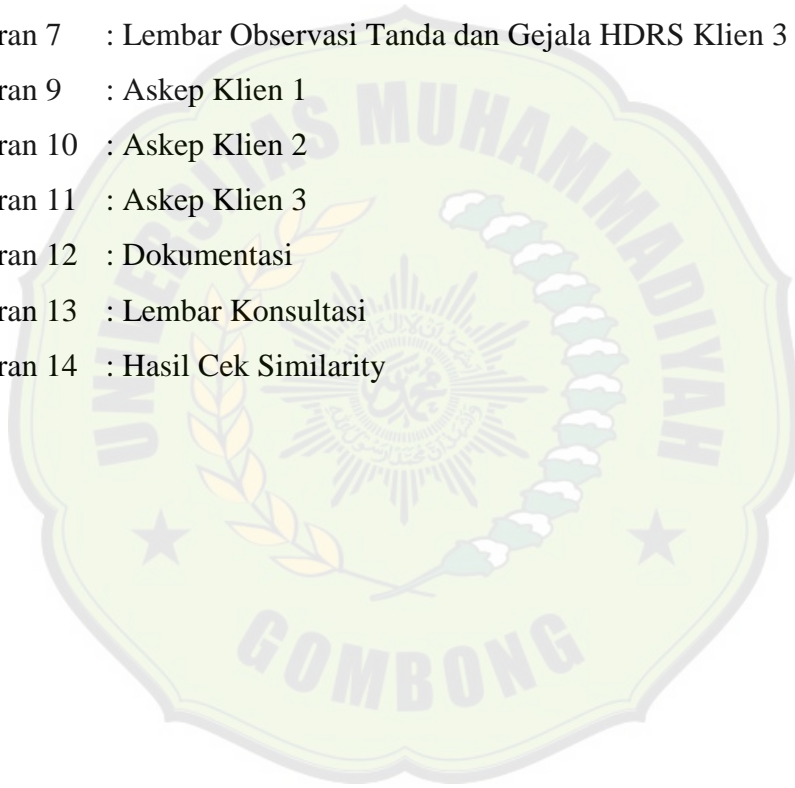 ran 7 : Lembar Observasi Tanda dan Gejala HDRS Klien 3
ran 9 : Askep Klien 1
ran 10 : Askep Klien 2
ran 11 : Askep Klien 3
ran 12 : Dokumentasi
ran 13 : Lembar Konsultasi
ran 14 : Hasil Cek Similarity
UNIVERSITAS MUHAMMADIYAH
GOMBONG